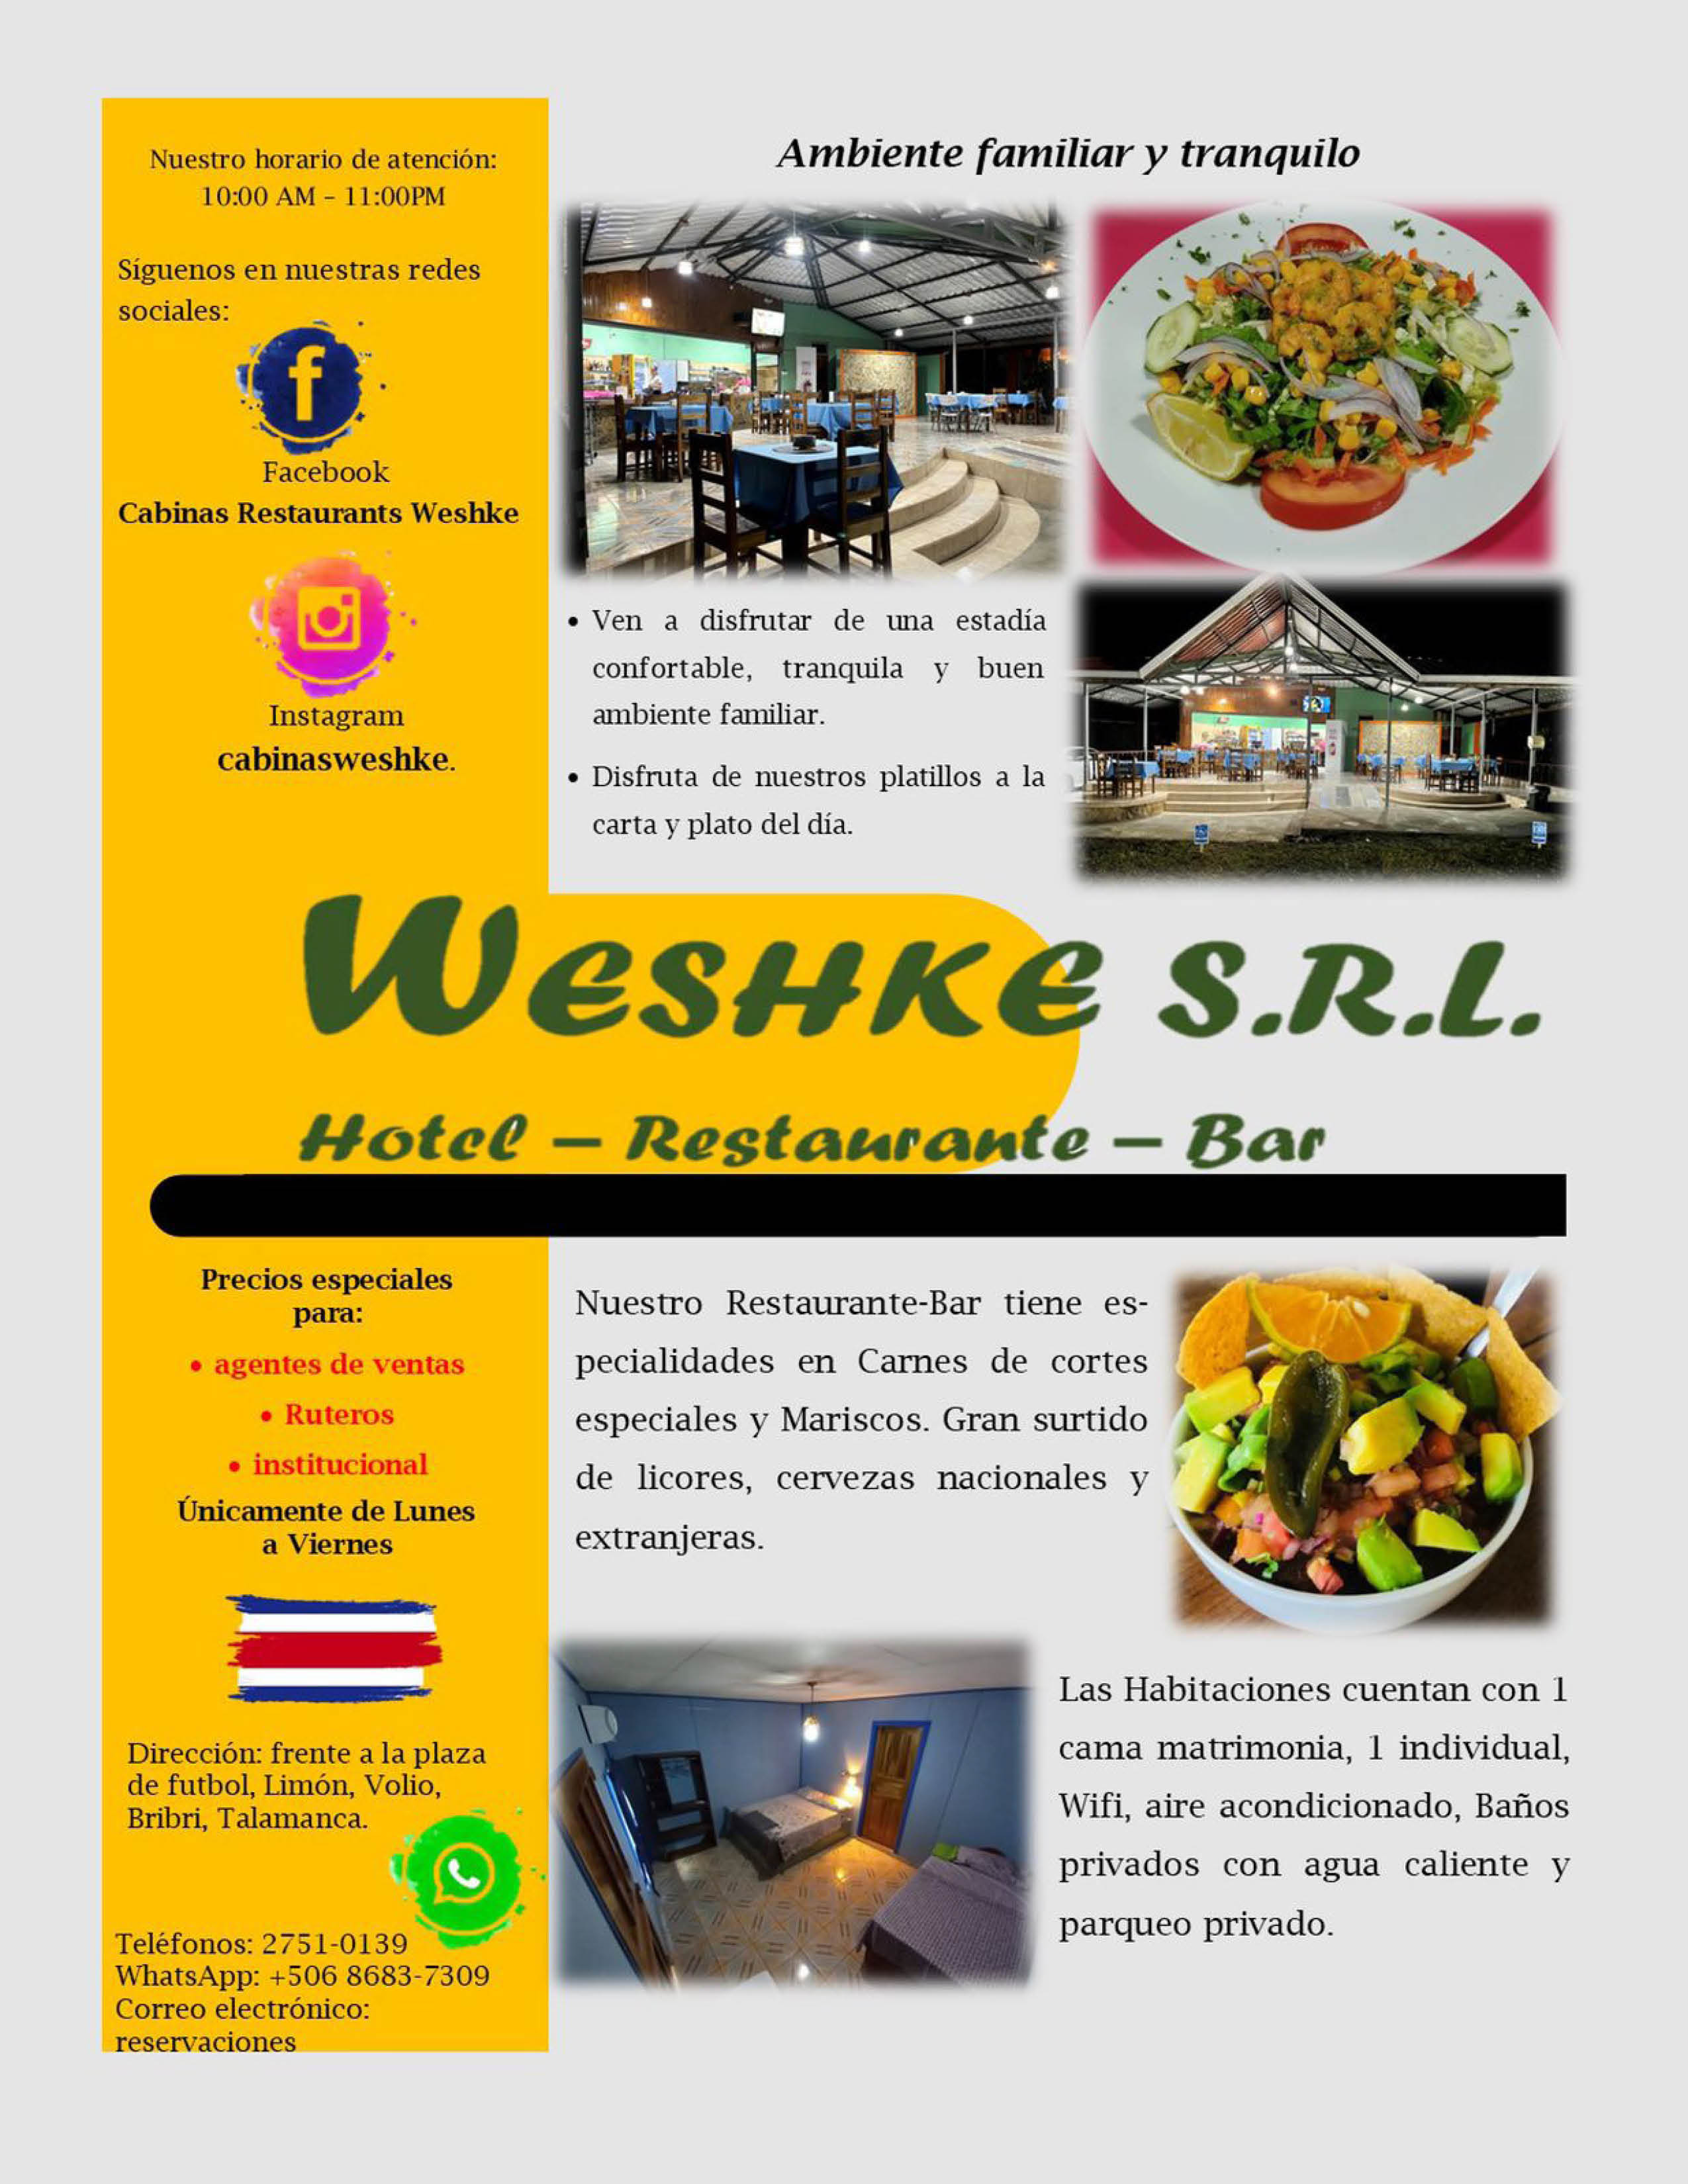 Nuestro horario de atención:
10:00 AM – 11:00PM
Síguenos en nuestras redes
sociales:
Facebook
Cabinas Restaurants Weshke
Instagram
cabinasweshke.
Ambiente familiar y tranquilo
• Ven a disfrutar de una estadía
confortable, tranquila y buen
ambiente familiar.
• Disfruta de nuestros platillos a la
carta y plato del día.
WESHKE S.R.L.
Hotel – Restaurante – Bar
Precios especiales
para:
• agentes de ventas
• Ruteros
• institucional
Únicamente de Lunes
a Viernes
Dirección: frente a la plaza
de futbol, Limón, Volio,
Bribri, Talamanca.
Teléfonos: 2751-0139
WhatsApp: +506 8683-7309
Correo electrónico:
reservaciones
Nuestro Restaurante-Bar tiene es-
pecialidades en Carnes de cortes
especiales y Mariscos. Gran surtido
de licores, cervezas nacionales y
extranjeras.
Las Habitaciones cuentan con 1
cama matrimonia, 1 individual,
Wifi, aire acondicionado, Baños
privados con agua caliente y
parqueo privado.